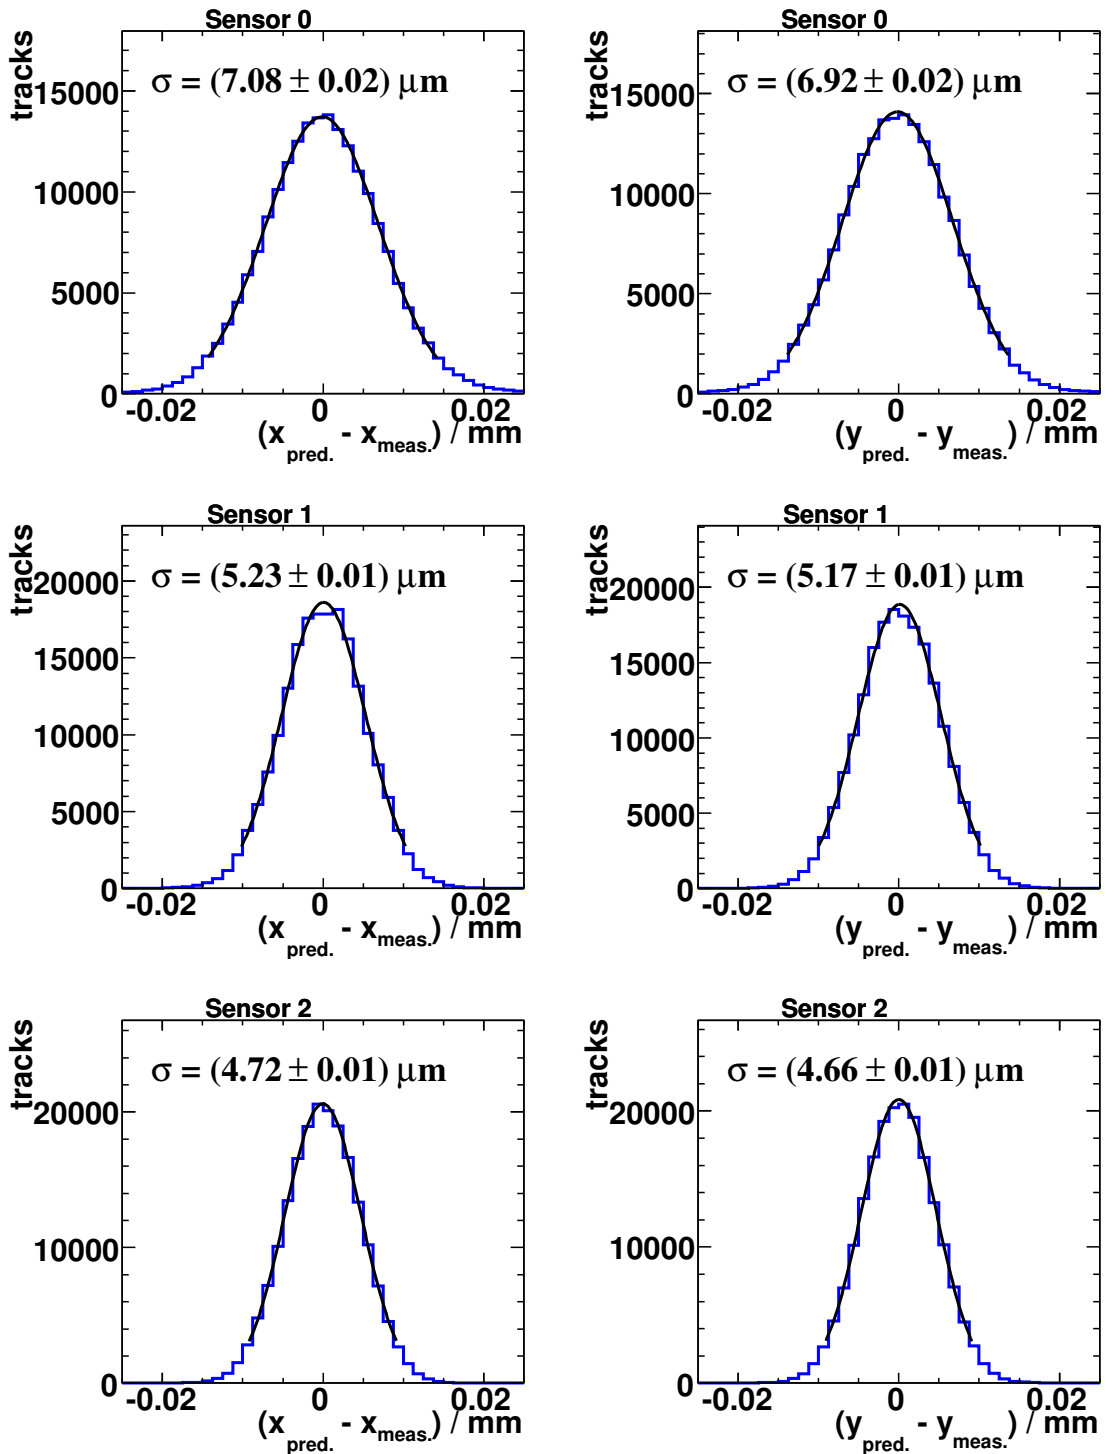 Sensor 0
tracks
σ = (7.08 ± 0.02) μm
15000
10000
5000
0
-0.02 0 0.02
(x_pred. - x_meas.) / mm
Sensor 0
tracks
σ = (6.92 ± 0.02) μm
15000
10000
5000
0
-0.02 0 0.02
(y_pred. - y_meas.) / mm
Sensor 1
tracks
σ = (5.23 ± 0.01) μm
20000
15000
10000
5000
0
-0.02 0 0.02
(x_pred. - x_meas.) / mm
Sensor 1
tracks
σ = (5.17 ± 0.01) μm
20000
15000
10000
5000
0
-0.02 0 0.02
(y_pred. - y_meas.) / mm
Sensor 2
tracks
σ = (4.72 ± 0.01) μm
20000
10000
0
-0.02 0 0.02
(x_pred. - x_meas.) / mm
Sensor 2
tracks
σ = (4.66 ± 0.01) μm
20000
10000
0
-0.02 0 0.02
(y_pred. - y_meas.) / mm